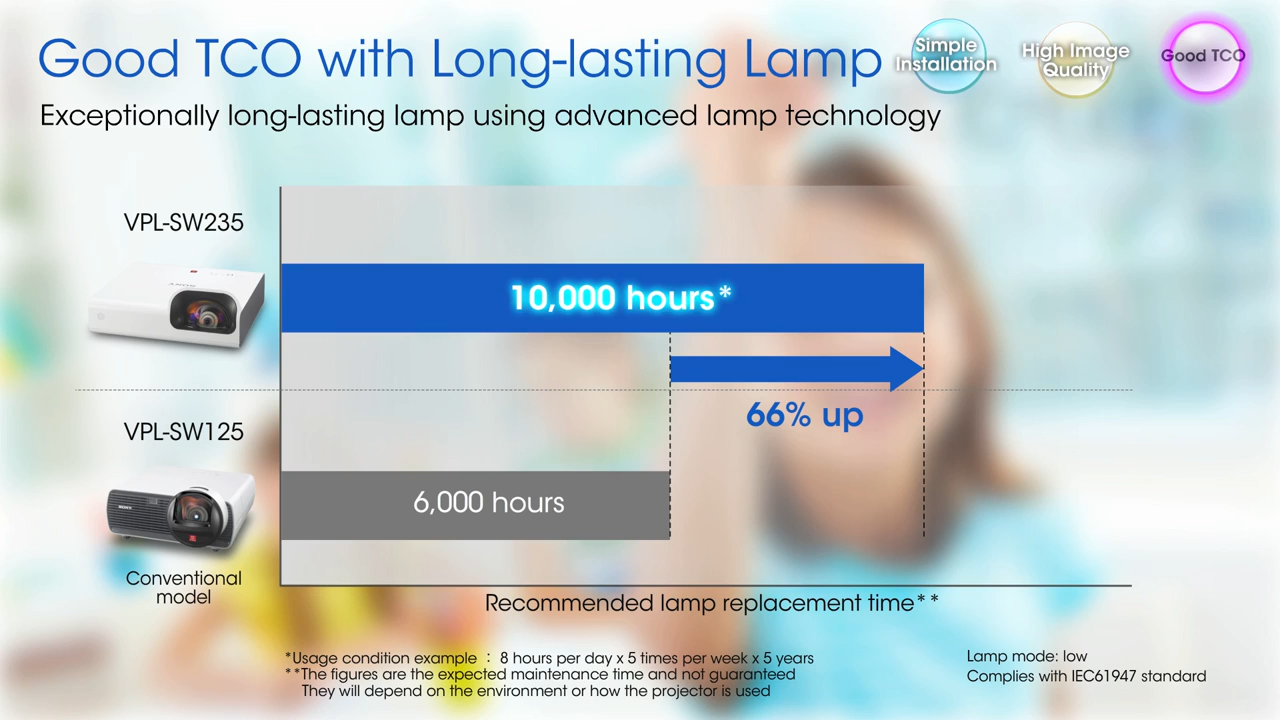 Good TCO with Long-lasting Lamp
Simple
Installation
High Image
Quality
Good TCO
Exceptionally long-lasting lamp using advanced lamp technology
VPL-SW235
10,000 hours*
66% up
VPL-SW125
SONY
6,000 hours
Conventional
model
Recommended lamp replacement time**
*Usage condition example : 8 hours per day x 5 times per week x 5 years
**The figures are the expected maintenance time and not guaranteed
They will depend on the environment or how the projector is used
Lamp mode: low
Complies with IEC61947 standard